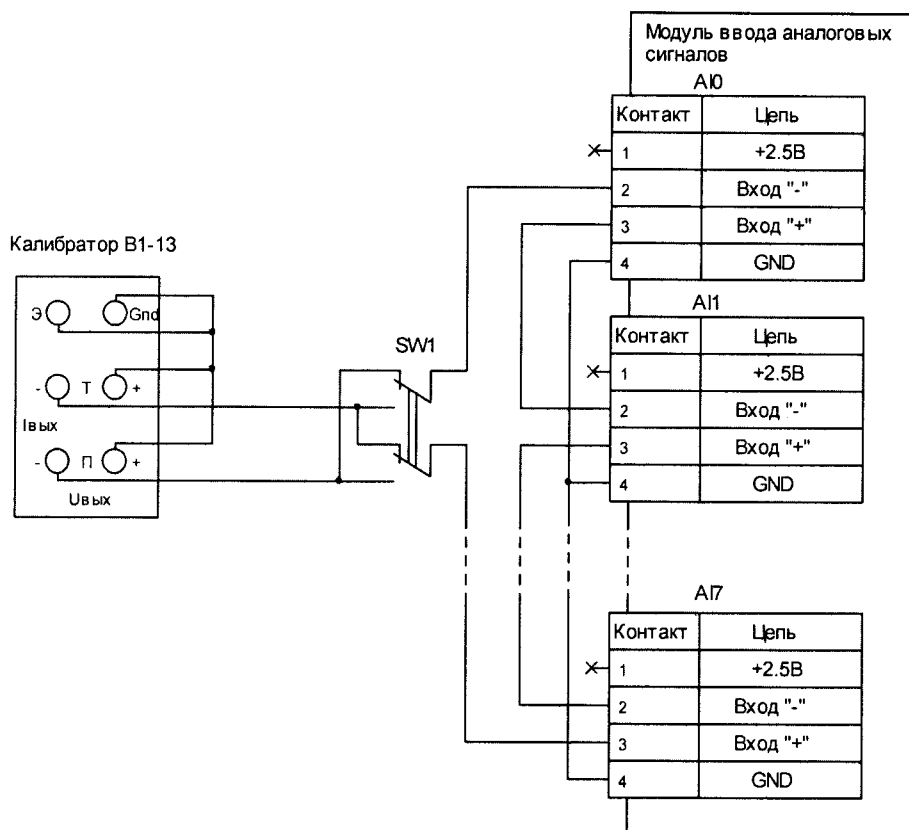 Модуль ввода аналоговых
сигналов
AI0
Контакт Цепь
1 +2.5В
2 Вход "-"
3 Вход "+"
4 GND
Калибратор В1-13
Э Gnd
- Т +
Iвых
- П +
Uвых
SW1
AI1
Контакт Цепь
1 +2.5В
2 Вход "-"
3 Вход "+"
4 GND
AI7
Контакт Цепь
1 +2.5В
2 Вход "-"
3 Вход "+"
4 GND